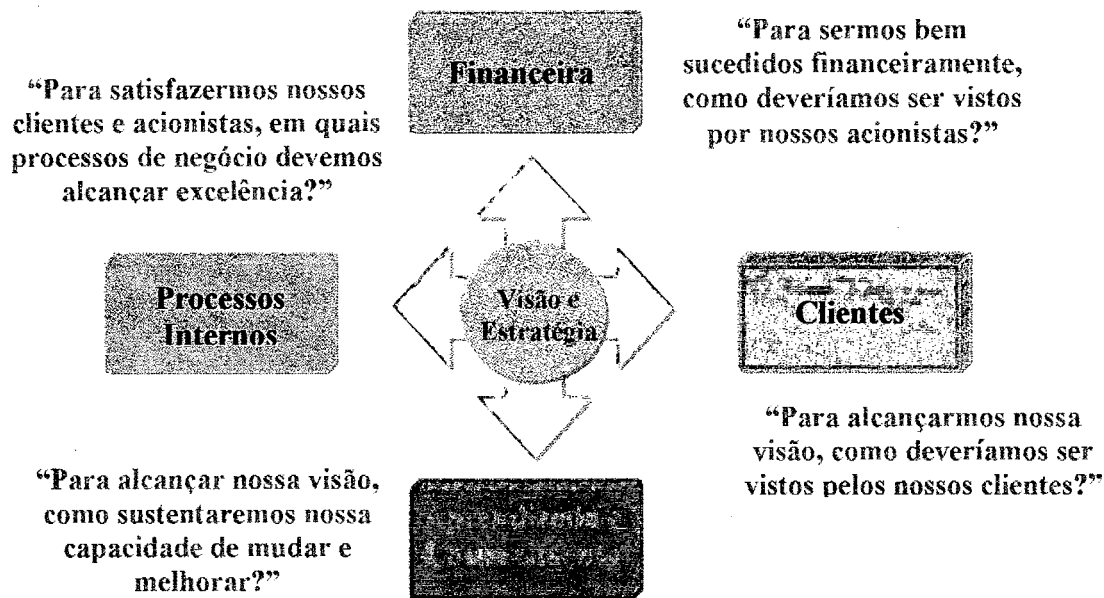 Financeira
“Para sermos bem
sucedidos financeiramente,
como deveríamos ser vistos
por nossos acionistas?”
“Para satisfazermos nossos
clientes e acionistas, em quais
processos de negócio devemos
alcançar excelência?”
Processos
Internos
Visão e
Estratégia
Clientes
“Para alcançarmos nossa
visão, como deveríamos ser
vistos pelos nossos clientes?”
“Para alcançar nossa visão,
como sustentaremos nossa
capacidade de mudar e
melhorar?”